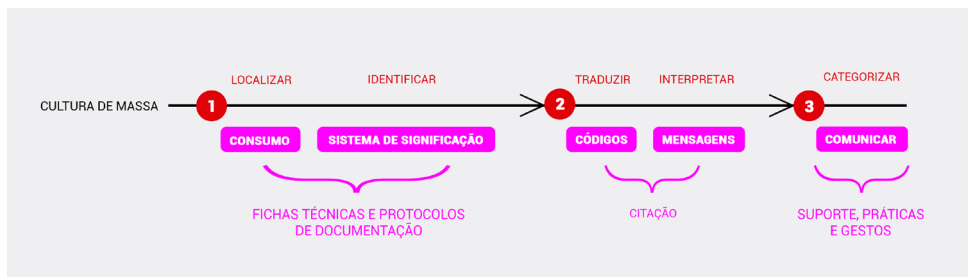 LOCALIZAR
IDENTIFICAR
TRADUZIR
INTERPRETAR
CATEGORIZAR
CULTURA DE MASSA
1
2
3
CONSUMO
SISTEMA DE SIGNIFICAÇÃO
CÓDIGOS
MENSAGENS
COMUNICAR
FICHAS TÉCNICAS E PROTOCOLOS
DE DOCUMENTAÇÃO
CITAÇÃO
SUPORTE, PRÁTICAS
E GESTOS